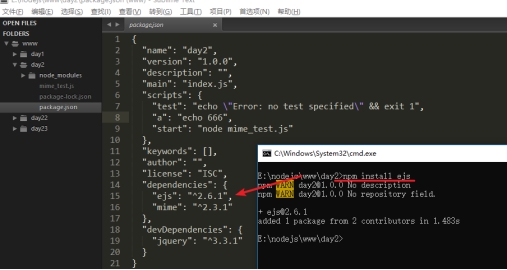 文件(F) 编辑(E) 选择(S) 查找(I) 查看(V) 转到(G) 工具(T) 项目(P) 首选项(N) 帮助(H)
OPEN FILES
FOLDERS
www
day1
day2
node_modules
mime_test.js
package-lock.json
package.json
day22
day23
package.json ×
1 {
2 "name": "day2",
3 "version": "1.0.0",
4 "description": "",
5 "main": "index.js",
6 "scripts": {
7 "test": "echo \"Error: no test specified\" && exit 1",
8 "a": "echo 666",
9 "start": "node mime_test.js"
10 },
11 "keywords": [],
12 "author": "",
13 "license": "ISC",
14 "dependencies": {
15 "ejs": "^2.6.1",
16 "mime": "^2.3.1"
17 },
18 "devDependencies": {
19 "jquery": "^3.3.1"
20 }
21 }
C:\Windows\System32\cmd.exe
E:\nodejs\www\day2>npm install ejs
npm WARN day2@1.0.0 No description
npm WARN day2@1.0.0 No repository field.
+ ejs@2.6.1
added 1 package from 2 contributors in 1.483s
E:\nodejs\www\day2>